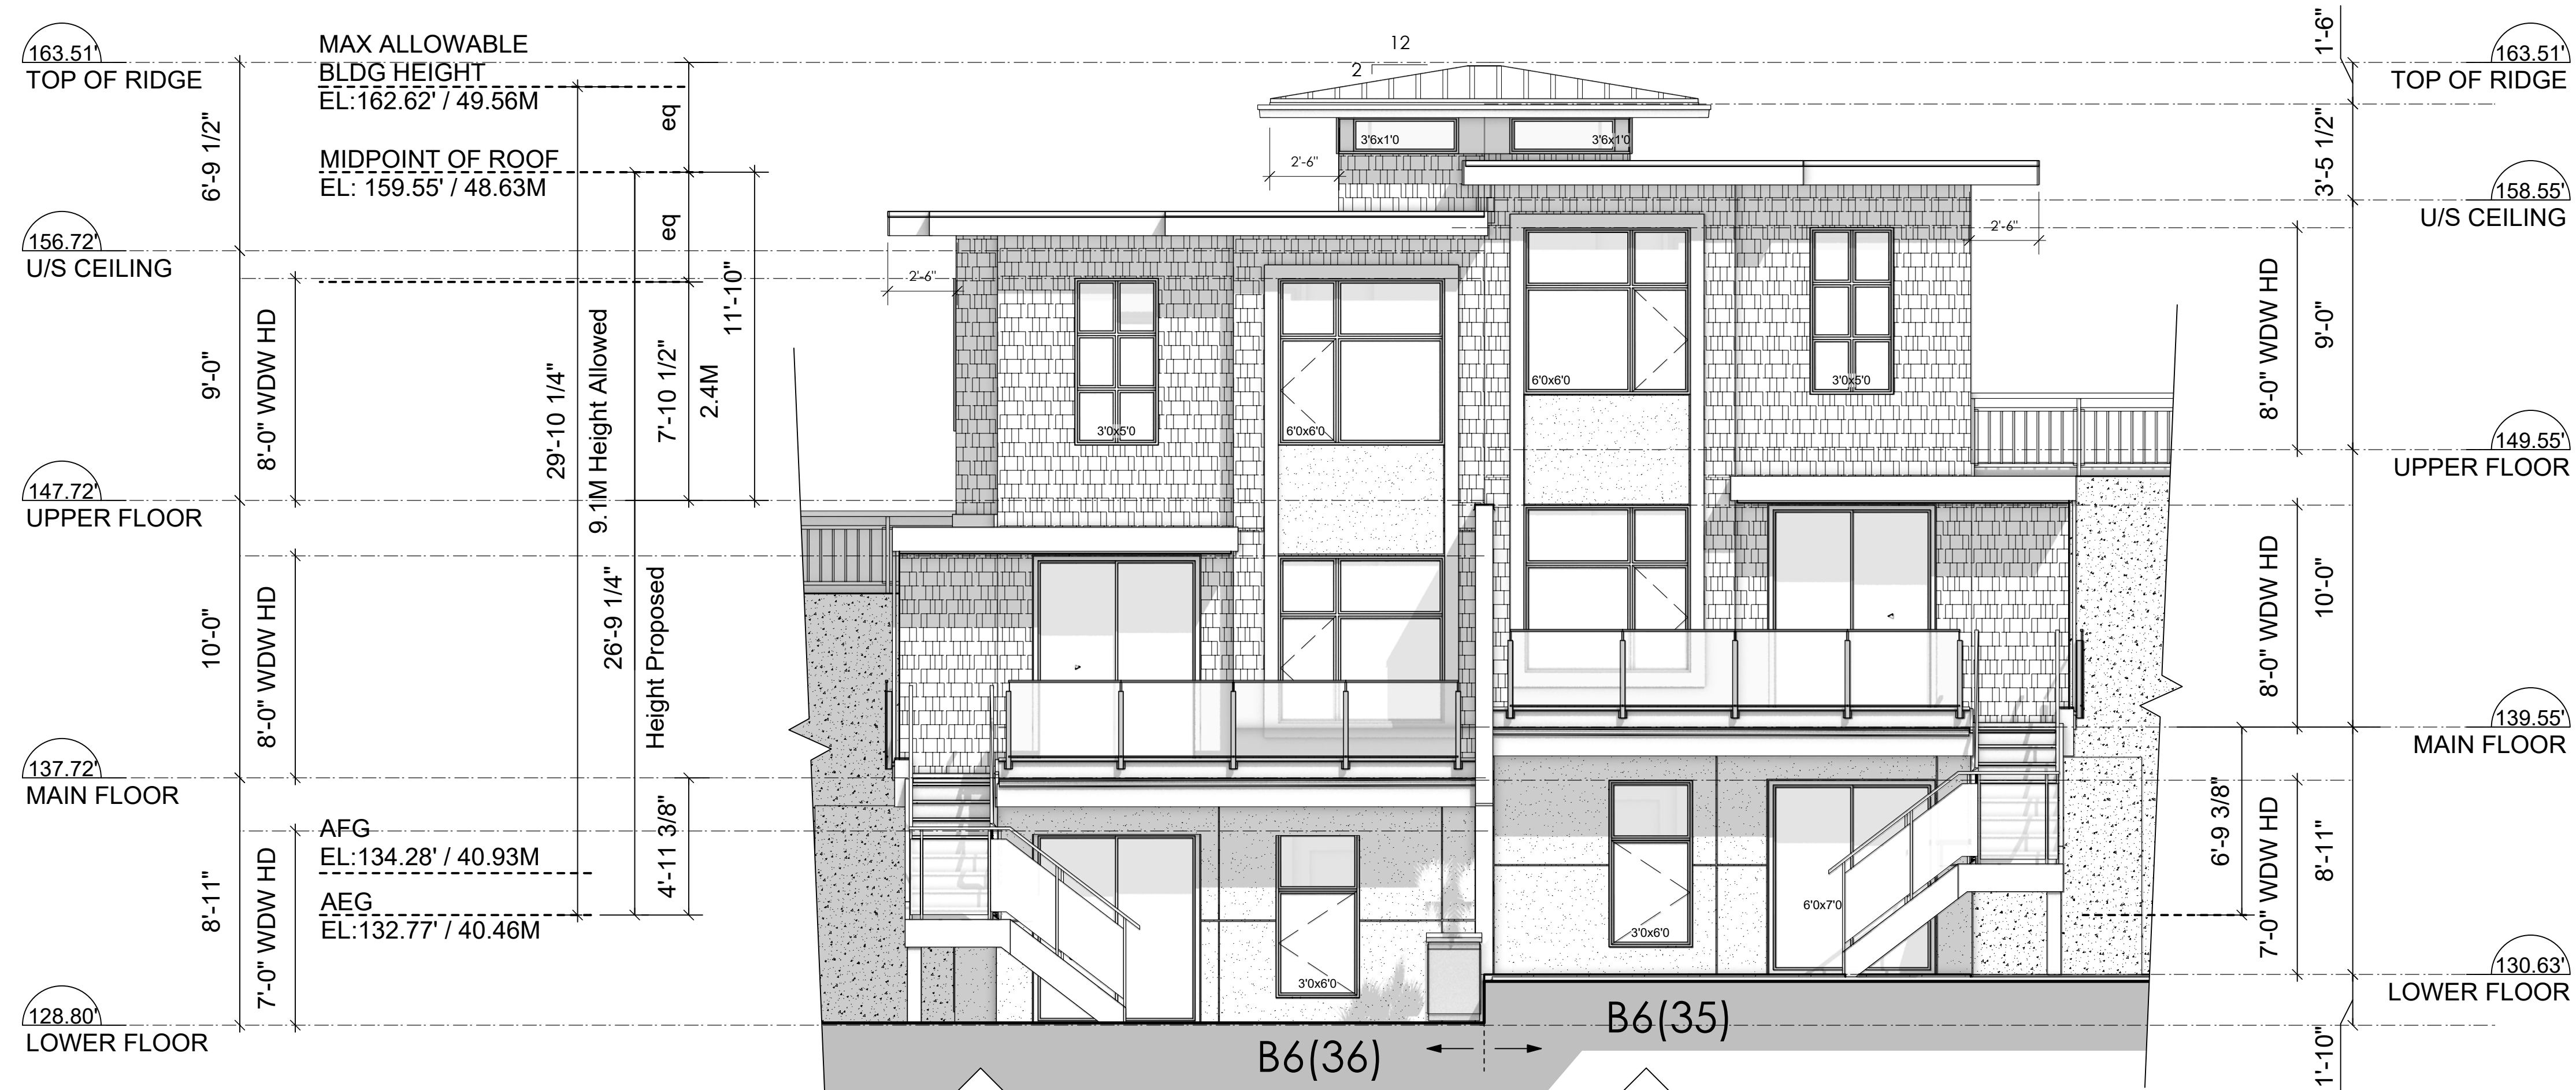 163.51'
TOP OF RIDGE
6'-9 1/2"
156.72'
U/S CEILING
9'-0"
8'-0" WDW HD
147.72'
UPPER FLOOR
10'-0"
8'-0" WDW HD
137.72'
MAIN FLOOR
8'-11"
7'-0" WDW HD
128.80'
LOWER FLOOR
MAX ALLOWABLE
BLDG HEIGHT
EL:162.62' / 49.56M
MIDPOINT OF ROOF
EL: 159.55' / 48.63M
eq
eq
11'-10"
29'-10 1/4"
9.1M Height Allowed
7'-10 1/2"
2.4M
26'-9 1/4"
Height Proposed
4'-11 3/8"
AFG
EL:134.28' / 40.93M
AEG
EL:132.77' / 40.46M
12
2
3'6x1'0
3'6x1'0
2'-6"
2'-6"
2'-6"
3'0x5'0
6'0x6'0
6'0x6'0
3'0x5'0
3'0x6'0
3'0x6'0
6'0x7'0
B6(36)
B6(35)
1'-6"
163.51'
TOP OF RIDGE
3'-5 1/2"
158.55'
U/S CEILING
8'-0" WDW HD
9'-0"
149.55'
UPPER FLOOR
8'-0" WDW HD
10'-0"
139.55'
MAIN FLOOR
6'-9 3/8"
7'-0" WDW HD
8'-11"
130.63'
LOWER FLOOR
1'-10"